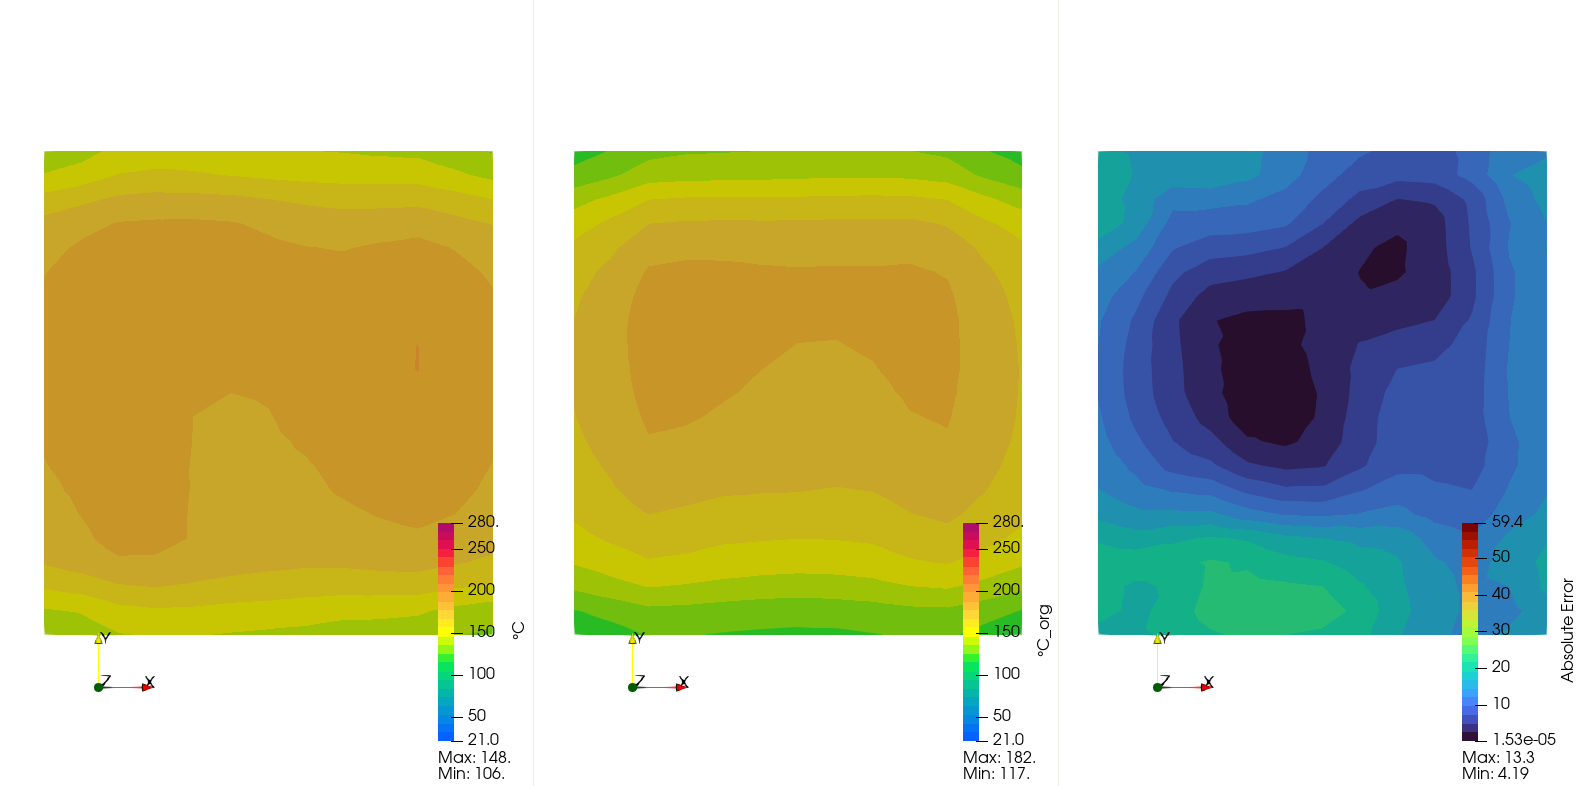 280.
250
200
150
100
50
21.0
°C
Max: 148.
Min: 106.
Y
Z
X
280.
250
200
150
100
50
21.0
°C_org
Max: 182.
Min: 117.
Y
Z
X
59.4
50
40
30
20
10
1.53e-05
Absolute Error
Max: 13.3
Min: 4.19
Y
Z
X